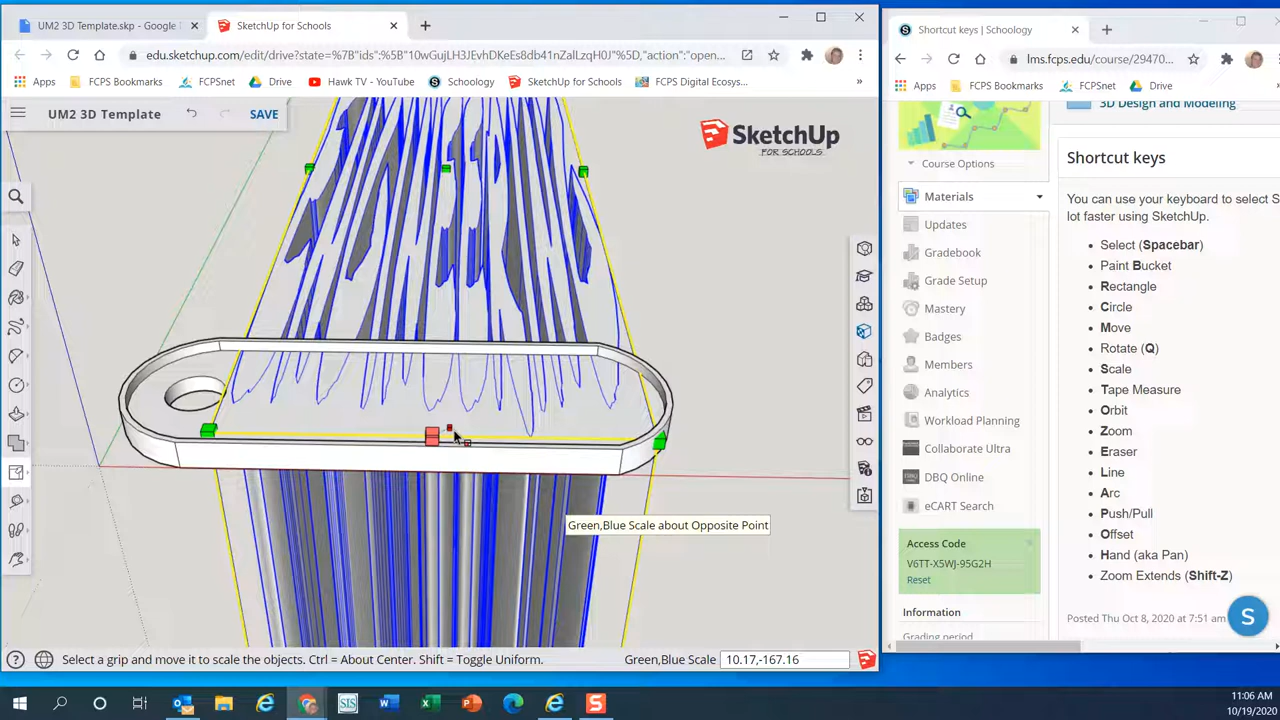 UM2 3D Template.skp - Google
SketchUp for Schools
edu.sketchup.com/edit/drive?state=%7B"ids"%3A%5B"10wGujLH3JEvhDKeEs8db41nZalLzqH0J"%5D,"action":"open...
Apps
FCPS Bookmarks
FCPSnet
Drive
Hawk TV - YouTube
Schoology
SketchUp for Schools
FCPS Digital Ecosys...
UM2 3D Template
SAVE
SketchUp
FOR SCHOOLS
Green,Blue Scale about Opposite Point
Select a grip and move it to scale the objects. Ctrl = About Center. Shift = Toggle Uniform.
Green,Blue Scale
10.17,-167.16
Shortcut keys | Schoology
lms.fcps.edu/course/29470...
Apps
FCPS Bookmarks
FCPSnet
Drive
3D Design and Modeling
Course Options
Materials
Updates
Gradebook
Grade Setup
Mastery
Badges
Members
Analytics
Workload Planning
Collaborate Ultra
DBQ Online
eCART Search
Access Code
V6TT-X5WJ-95G2H
Reset
Information
Grading period
Shortcut keys
You can use your keyboard to select S
lot faster using SketchUp.
Select (Spacebar)
Paint Bucket
Rectangle
Circle
Move
Rotate (Q)
Scale
Tape Measure
Orbit
Zoom
Eraser
Line
Arc
Push/Pull
Offset
Hand (aka Pan)
Zoom Extends (Shift-Z)
Posted Thu Oct 8, 2020 at 7:51 am
S
SIS
11:06 AM
10/19/2020